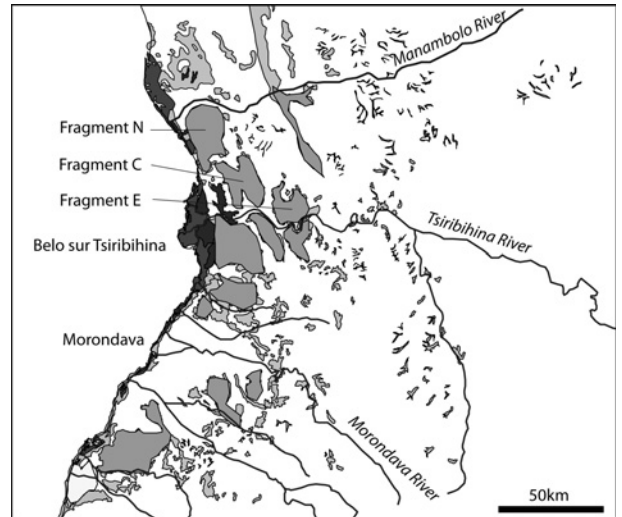 Manambolo River
Fragment N
Fragment C
Fragment E
Tsiribihina River
Belo sur Tsiribihina
Morondava
Morondava River
50km